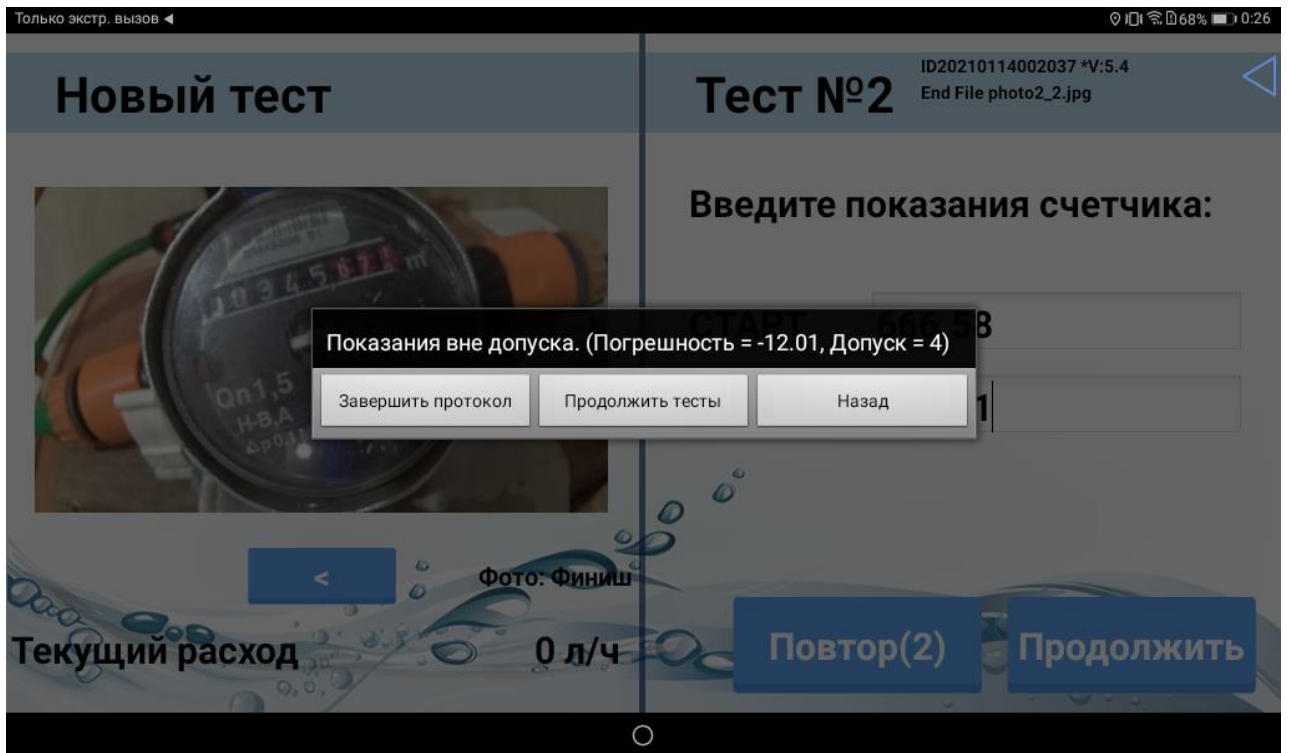 Только экстр. вызов
68% 0:26
Новый тест
Тест №2
ID20210114002037 *V:5.4
End File photo2_2.jpg
Введите показания счетчика:
СТАРТ
666.58
Показания вне допуска. (Погрешность = -12.01, Допуск = 4)
Завершить протокол
Продолжить тесты
Назад
Qn1,5
H-B,A
<
Фото: Финиш
Текущий расход
0 л/ч
Повтор(2)
Продолжить